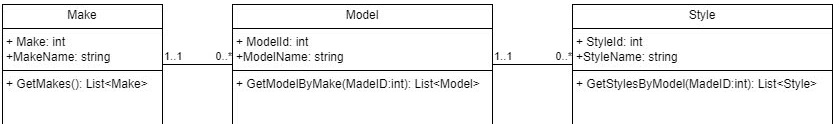 Make
+ Make: int
+MakeName: string
+ GetMakes(): List<Make>
1..1
0..*
Model
+ ModelId: int
+ModelName: string
+ GetModelByMake(MadeID:int): List<Model>
1..1
0..*
Style
+ StyleId: int
+StyleName: string
+ GetStylesByModel(MadeID:int): List<Style>